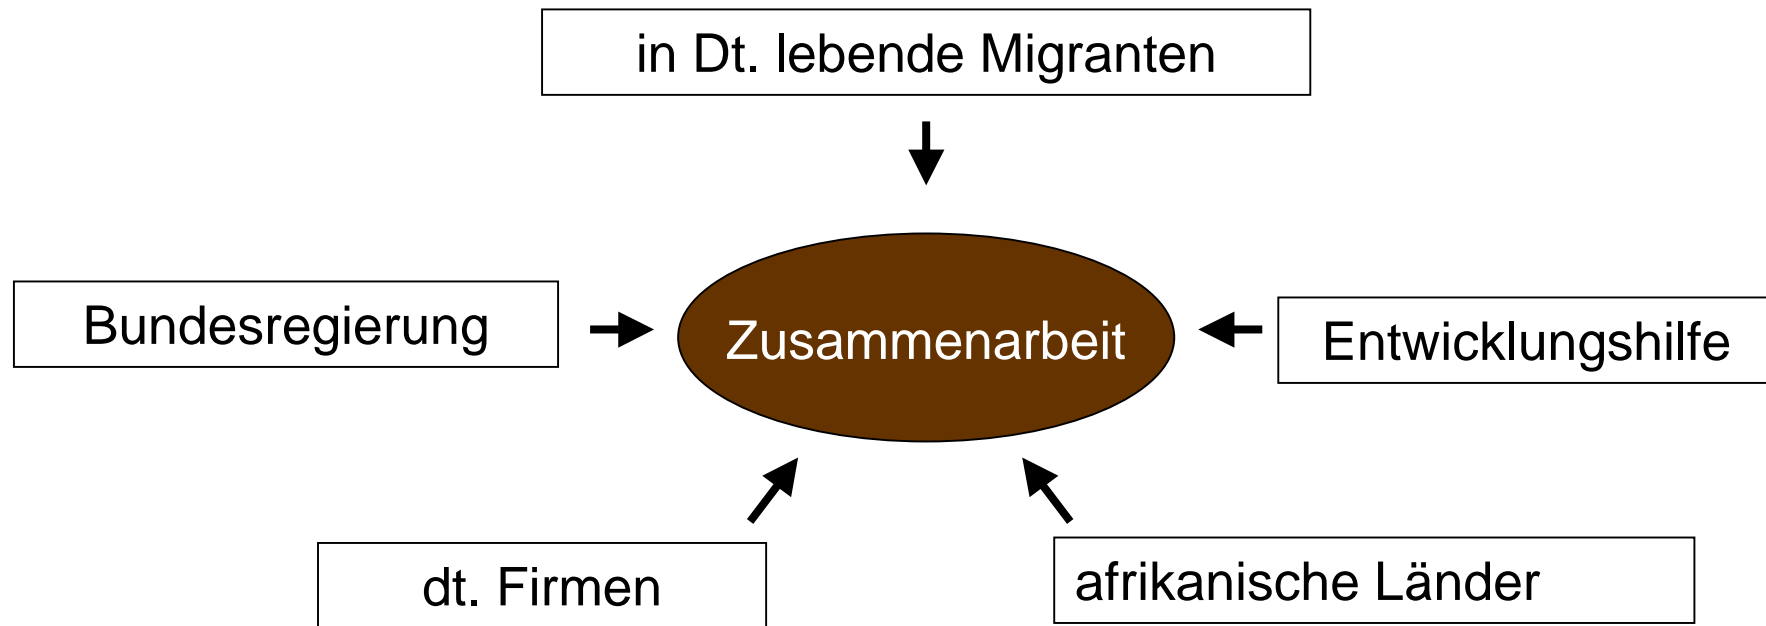 in Dt. lebende Migranten
Bundesregierung
Zusammenarbeit
Entwicklungshilfe
dt. Firmen
afrikanische Länder